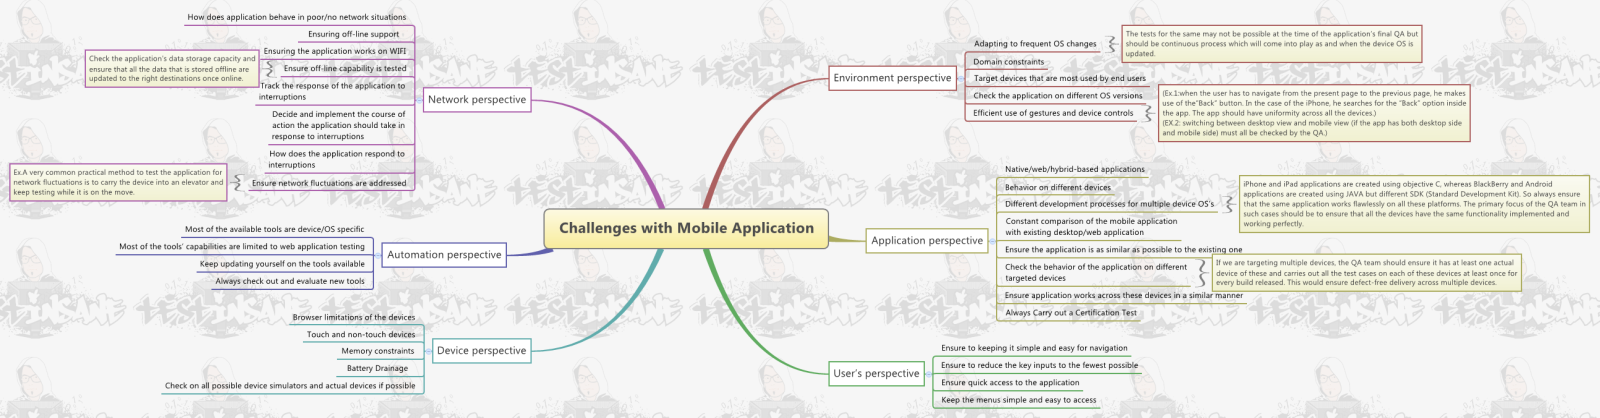 Challenges with Mobile Application
Network perspective
How does application behave in poor/no network situations
Ensuring off-line support
Ensuring the application works on WIFI
Ensure off-line capability is tested
Check the application's data storage capacity and
ensure that all the data that is stored offline are
updated to the right destinations once online.
Track the response of the application to
interruptions
Decide and implement the course of
action the application should take in
response to interruptions
How does the application respond to
interruptions
Ensure network fluctuations are addressed
Ex.A very common practical method to test the application for
network fluctuations is to carry the device into an elevator and
keep testing while it is on the move.
Automation perspective
Most of the available tools are device/OS specific
Most of the tools' capabilities are limited to web application testing
Keep updating yourself on the tools available
Always check out and evaluate new tools
Device perspective
Browser limitations of the devices
Touch and non-touch devices
Memory constraints
Battery Drainage
Check on all possible device simulators and actual devices if possible
Environment perspective
Adapting to frequent OS changes
The tests for the same may not be possible at the time of the application's final QA but
should be continuous process which will come into play as and when the device OS is
updated.
Domain constraints
Target devices that are most used by end users
Check the application on different OS versions
Efficient use of gestures and device controls
(Ex.1:when the user has to navigate from the present page to the previous page, he makes
use of the"Back" button. In the case of the iPhone, he searches for the "Back" option inside
the app. The app should have uniformity across all the devices.)
(EX.2: switching between desktop view and mobile view (if the app has both desktop side
and mobile side) must all be checked by the QA.)
Application perspective
Native/web/hybrid-based applications
Behavior on different devices
Different development processes for multiple device OS's
iPhone and iPad applications are created using objective C, whereas BlackBerry and Android
applications are created using JAVA but different SDK (Standard Development Kit). So always ensure
that the same application works flawlessly on all these platforms. The primary focus of the QA team in
such cases should be to ensure that all the devices have the same functionality implemented and
working perfectly.
Constant comparison of the mobile application
with existing desktop/web application
Ensure the application is as similar as possible to the existing one
Check the behavior of the application on different
targeted devices
If we are targeting multiple devices, the QA team should ensure it has at least one actual
device of these and carries out all the test cases on each of these devices at least once for
every build released. This would ensure defect-free delivery across multiple devices.
Ensure application works across these devices in a similar manner
Always Carry out a Certification Test
User's perspective
Ensure to keeping it simple and easy for navigation
Ensure to reduce the key inputs to the fewest possible
Ensure quick access to the application
Keep the menus simple and easy to access